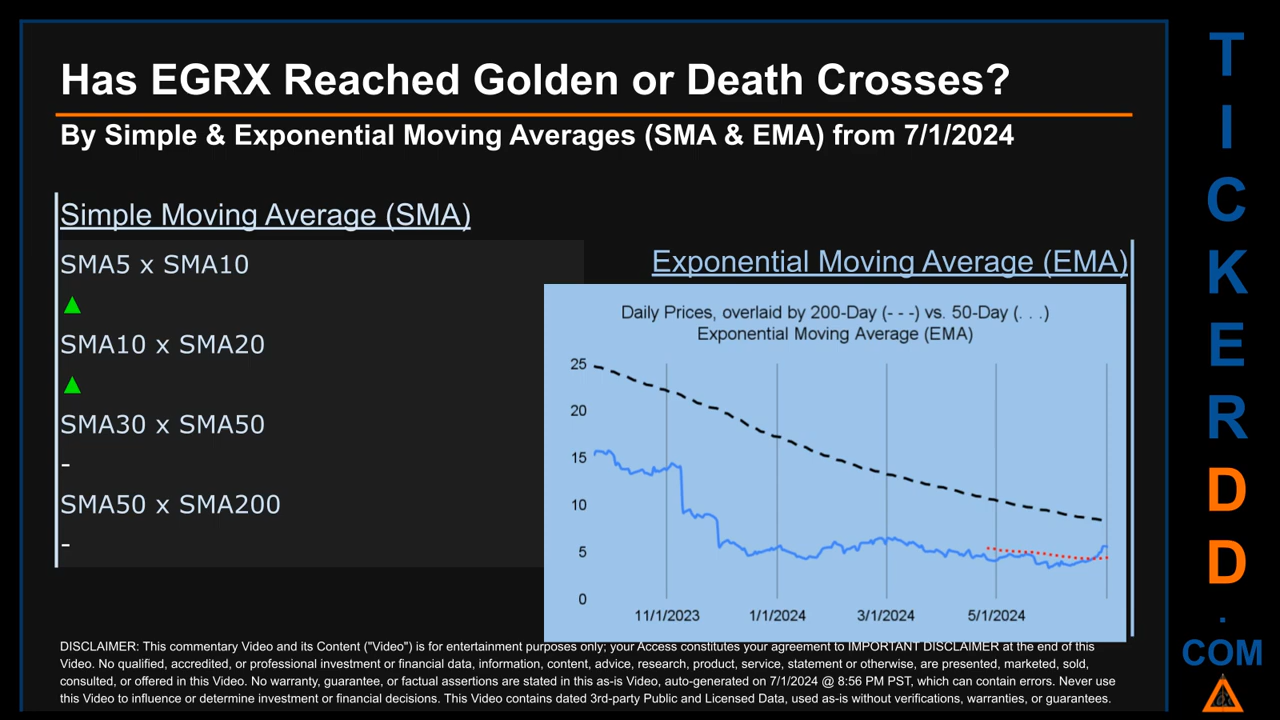 Has EGRX Reached Golden or Death Crosses?
By Simple & Exponential Moving Averages (SMA & EMA) from 7/1/2024
Simple Moving Average (SMA)
SMA5 x SMA10
▲
SMA10 x SMA20
▲
SMA30 x SMA50
-
SMA50 x SMA200
-
Exponential Moving Average (EMA)
Daily Prices, overlaid by 200-Day (- - -) vs. 50-Day (. . .)
Exponential Moving Average (EMA)
25
20
15
10
5
0
11/1/2023 1/1/2024 3/1/2024 5/1/2024
DISCLAIMER: This commentary Video and its Content ("Video") is for entertainment purposes only; your Access constitutes your agreement to IMPORTANT DISCLAIMER at the end of this
Video. No qualified, accredited, or professional investment or financial data, information, content, advice, research, product, service, statement or otherwise, are presented, marketed, sold,
consulted, or offered in this Video. No warranty, guarantee, or factual assertions are stated in this as-is Video, auto-generated on 7/1/2024 @ 8:56 PM PST, which can contain errors. Never use
this Video to influence or determine investment or financial decisions. This Video contains dated 3rd-party Public and Licensed Data, used as-is without verifications, warranties, or guarantees.
T
I
C
K
E
R
D
D
.
COM